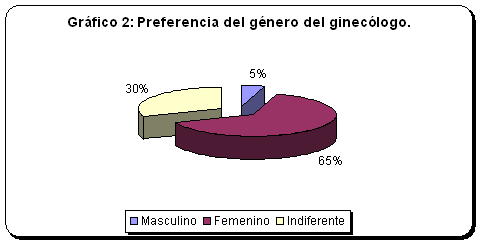 Gráfico 2: Preferencia del género del ginecólogo.
5%
30%
65%
Masculino Femenino Indiferente